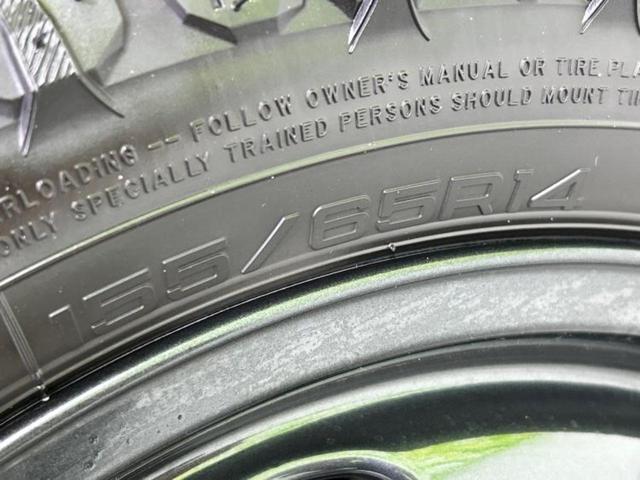 RLOADING -- FOLLOW OWNER'S MANUAL OR TIRE PLA
ONLY SPECIALLY TRAINED PERSONS SHOULD MOUNT TI
155/65R14